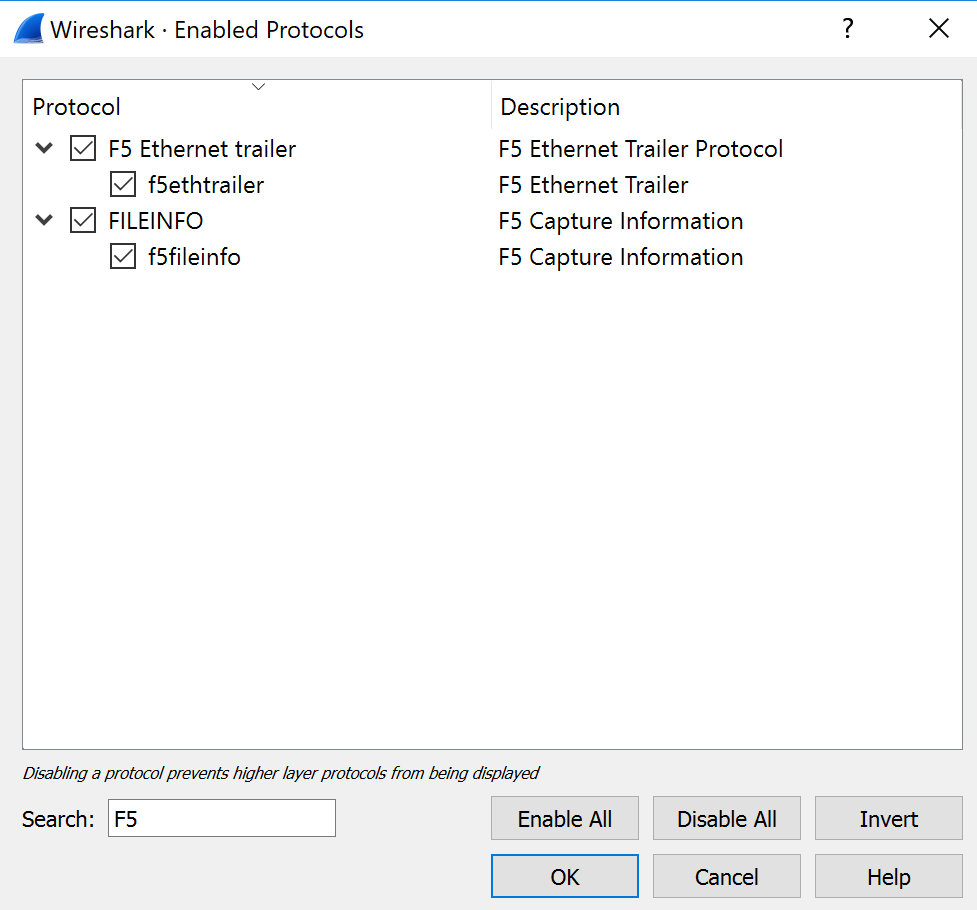 Wireshark · Enabled Protocols ?
Protocol Description
F5 Ethernet trailer F5 Ethernet Trailer Protocol
f5ethtrailer F5 Ethernet Trailer
FILEINFO F5 Capture Information
f5fileinfo F5 Capture Information
Disabling a protocol prevents higher layer protocols from being displayed
Search: F5 Enable All Disable All Invert
OK Cancel Help